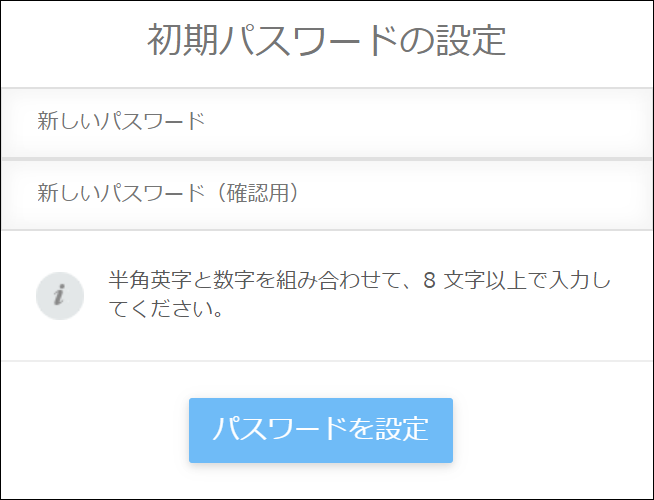 初期パスワードの設定
新しいパスワード
新しいパスワード（確認用）
i
半角英字と数字を組み合わせて、8 文字以上で入力し
てください。
パスワードを設定